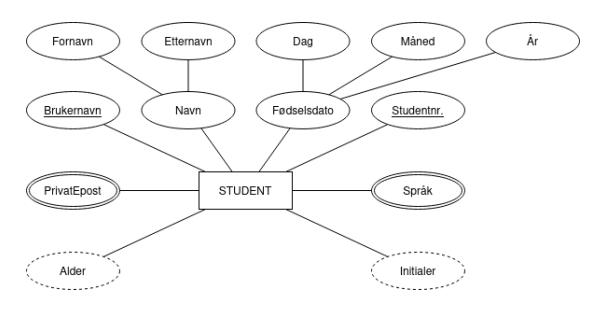 Fornavn
Etternavn
Dag
Måned
År
Brukernavn
Navn
Fødselsdato
Studentnr.
PrivatEpost
STUDENT
Språk
Alder
Initialer